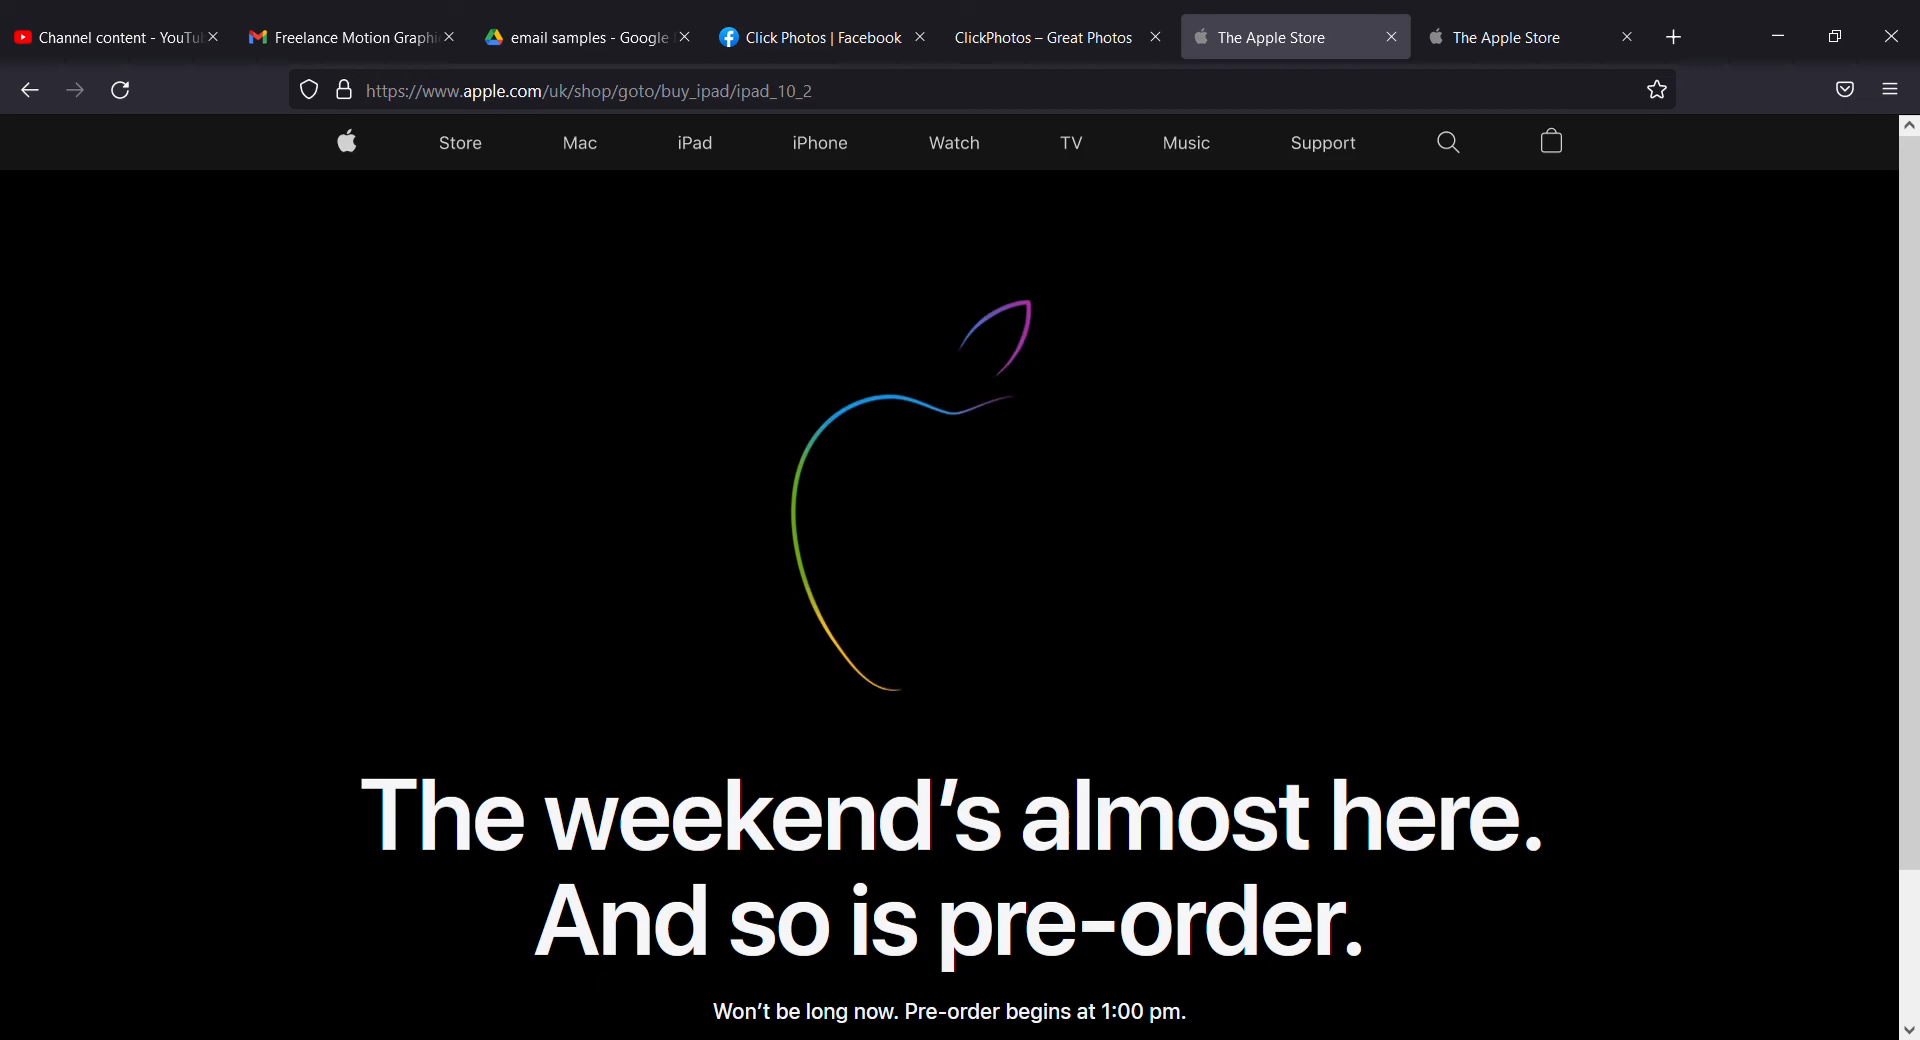 Channel content - YouTu
Freelance Motion Graphi
email samples - Google
Click Photos | Facebook
ClickPhotos – Great Photos
The Apple Store
The Apple Store
https://www.apple.com/uk/shop/goto/buy_ipad/ipad_10_2
Store
Mac
iPad
iPhone
Watch
TV
Music
Support
The weekend’s almost here.
And so is pre-order.
Won’t be long now. Pre-order begins at 1:00 pm.